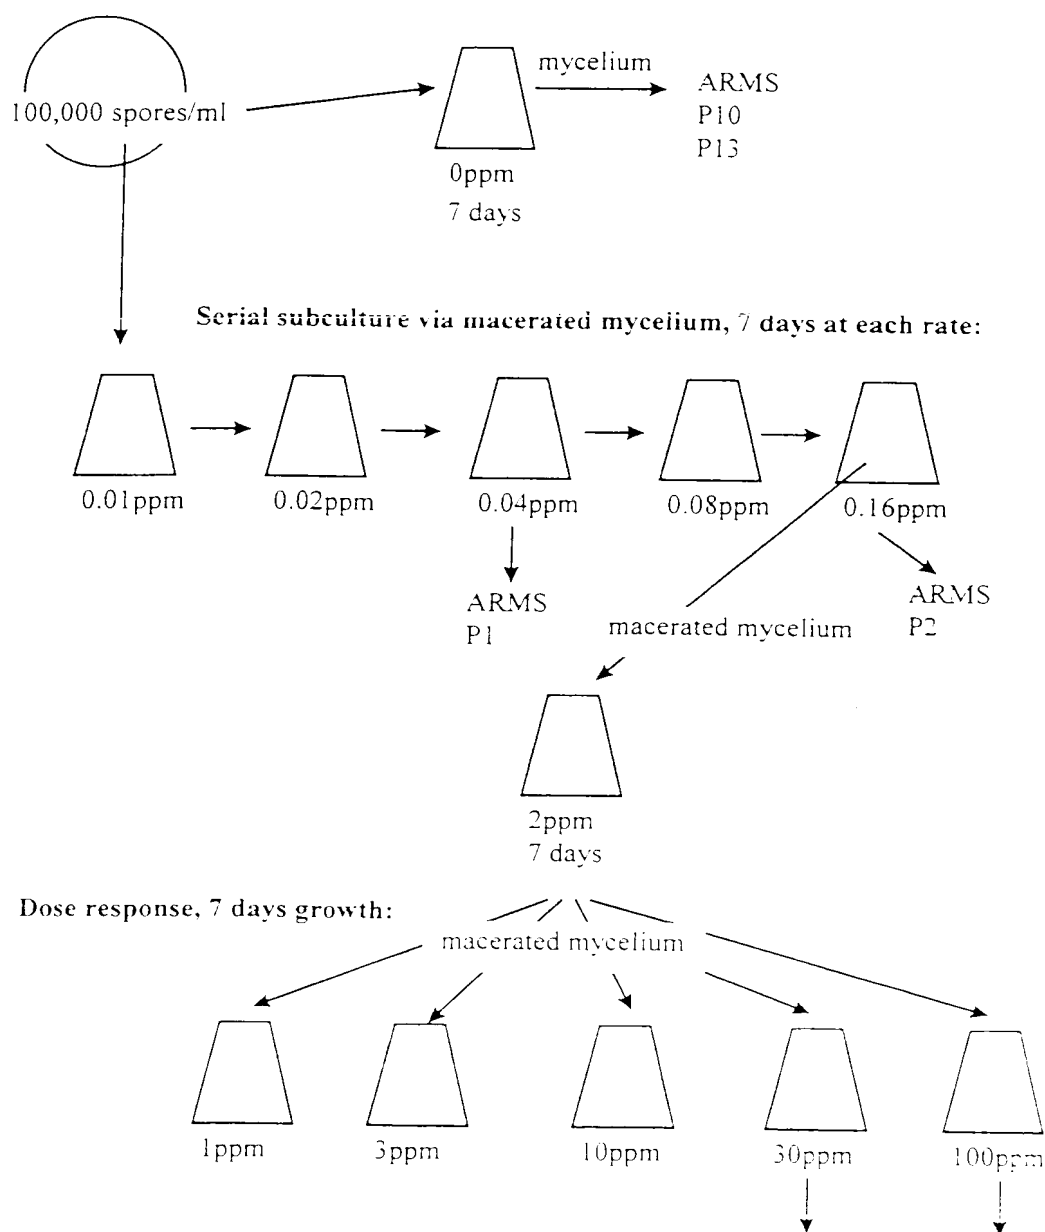 100,000 spores/ml
mycelium
ARMS
P10
P13
0ppm
7 days
Serial subculture via macerated mycelium, 7 days at each rate:
0.01ppm
0.02ppm
0.04ppm
0.08ppm
0.16ppm
ARMS
P1
ARMS
P2
macerated mycelium
2ppm
7 days
Dose response, 7 days growth:
macerated mycelium
1ppm
3ppm
10ppm
30ppm
100ppm